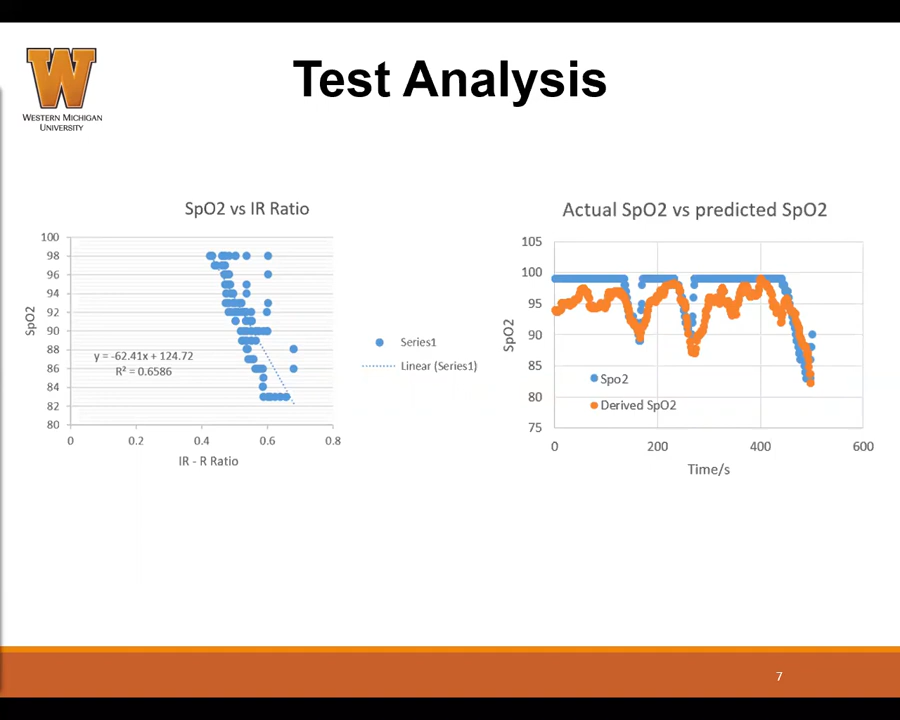 Test Analysis
W
WESTERN MICHIGAN
UNIVERSITY
SpO2 vs IR Ratio
100
98
96
94
92
90
88
86
84
82
80
SpO2
y = -62.41x + 124.72
R² = 0.6586
0
0.2
0.4
0.6
0.8
IR - R Ratio
Series1
Linear (Series1)
Actual SpO2 vs predicted SpO2
105
100
95
90
85
80
75
SpO2
Spo2
Derived SpO2
0
200
400
600
Time/s
7